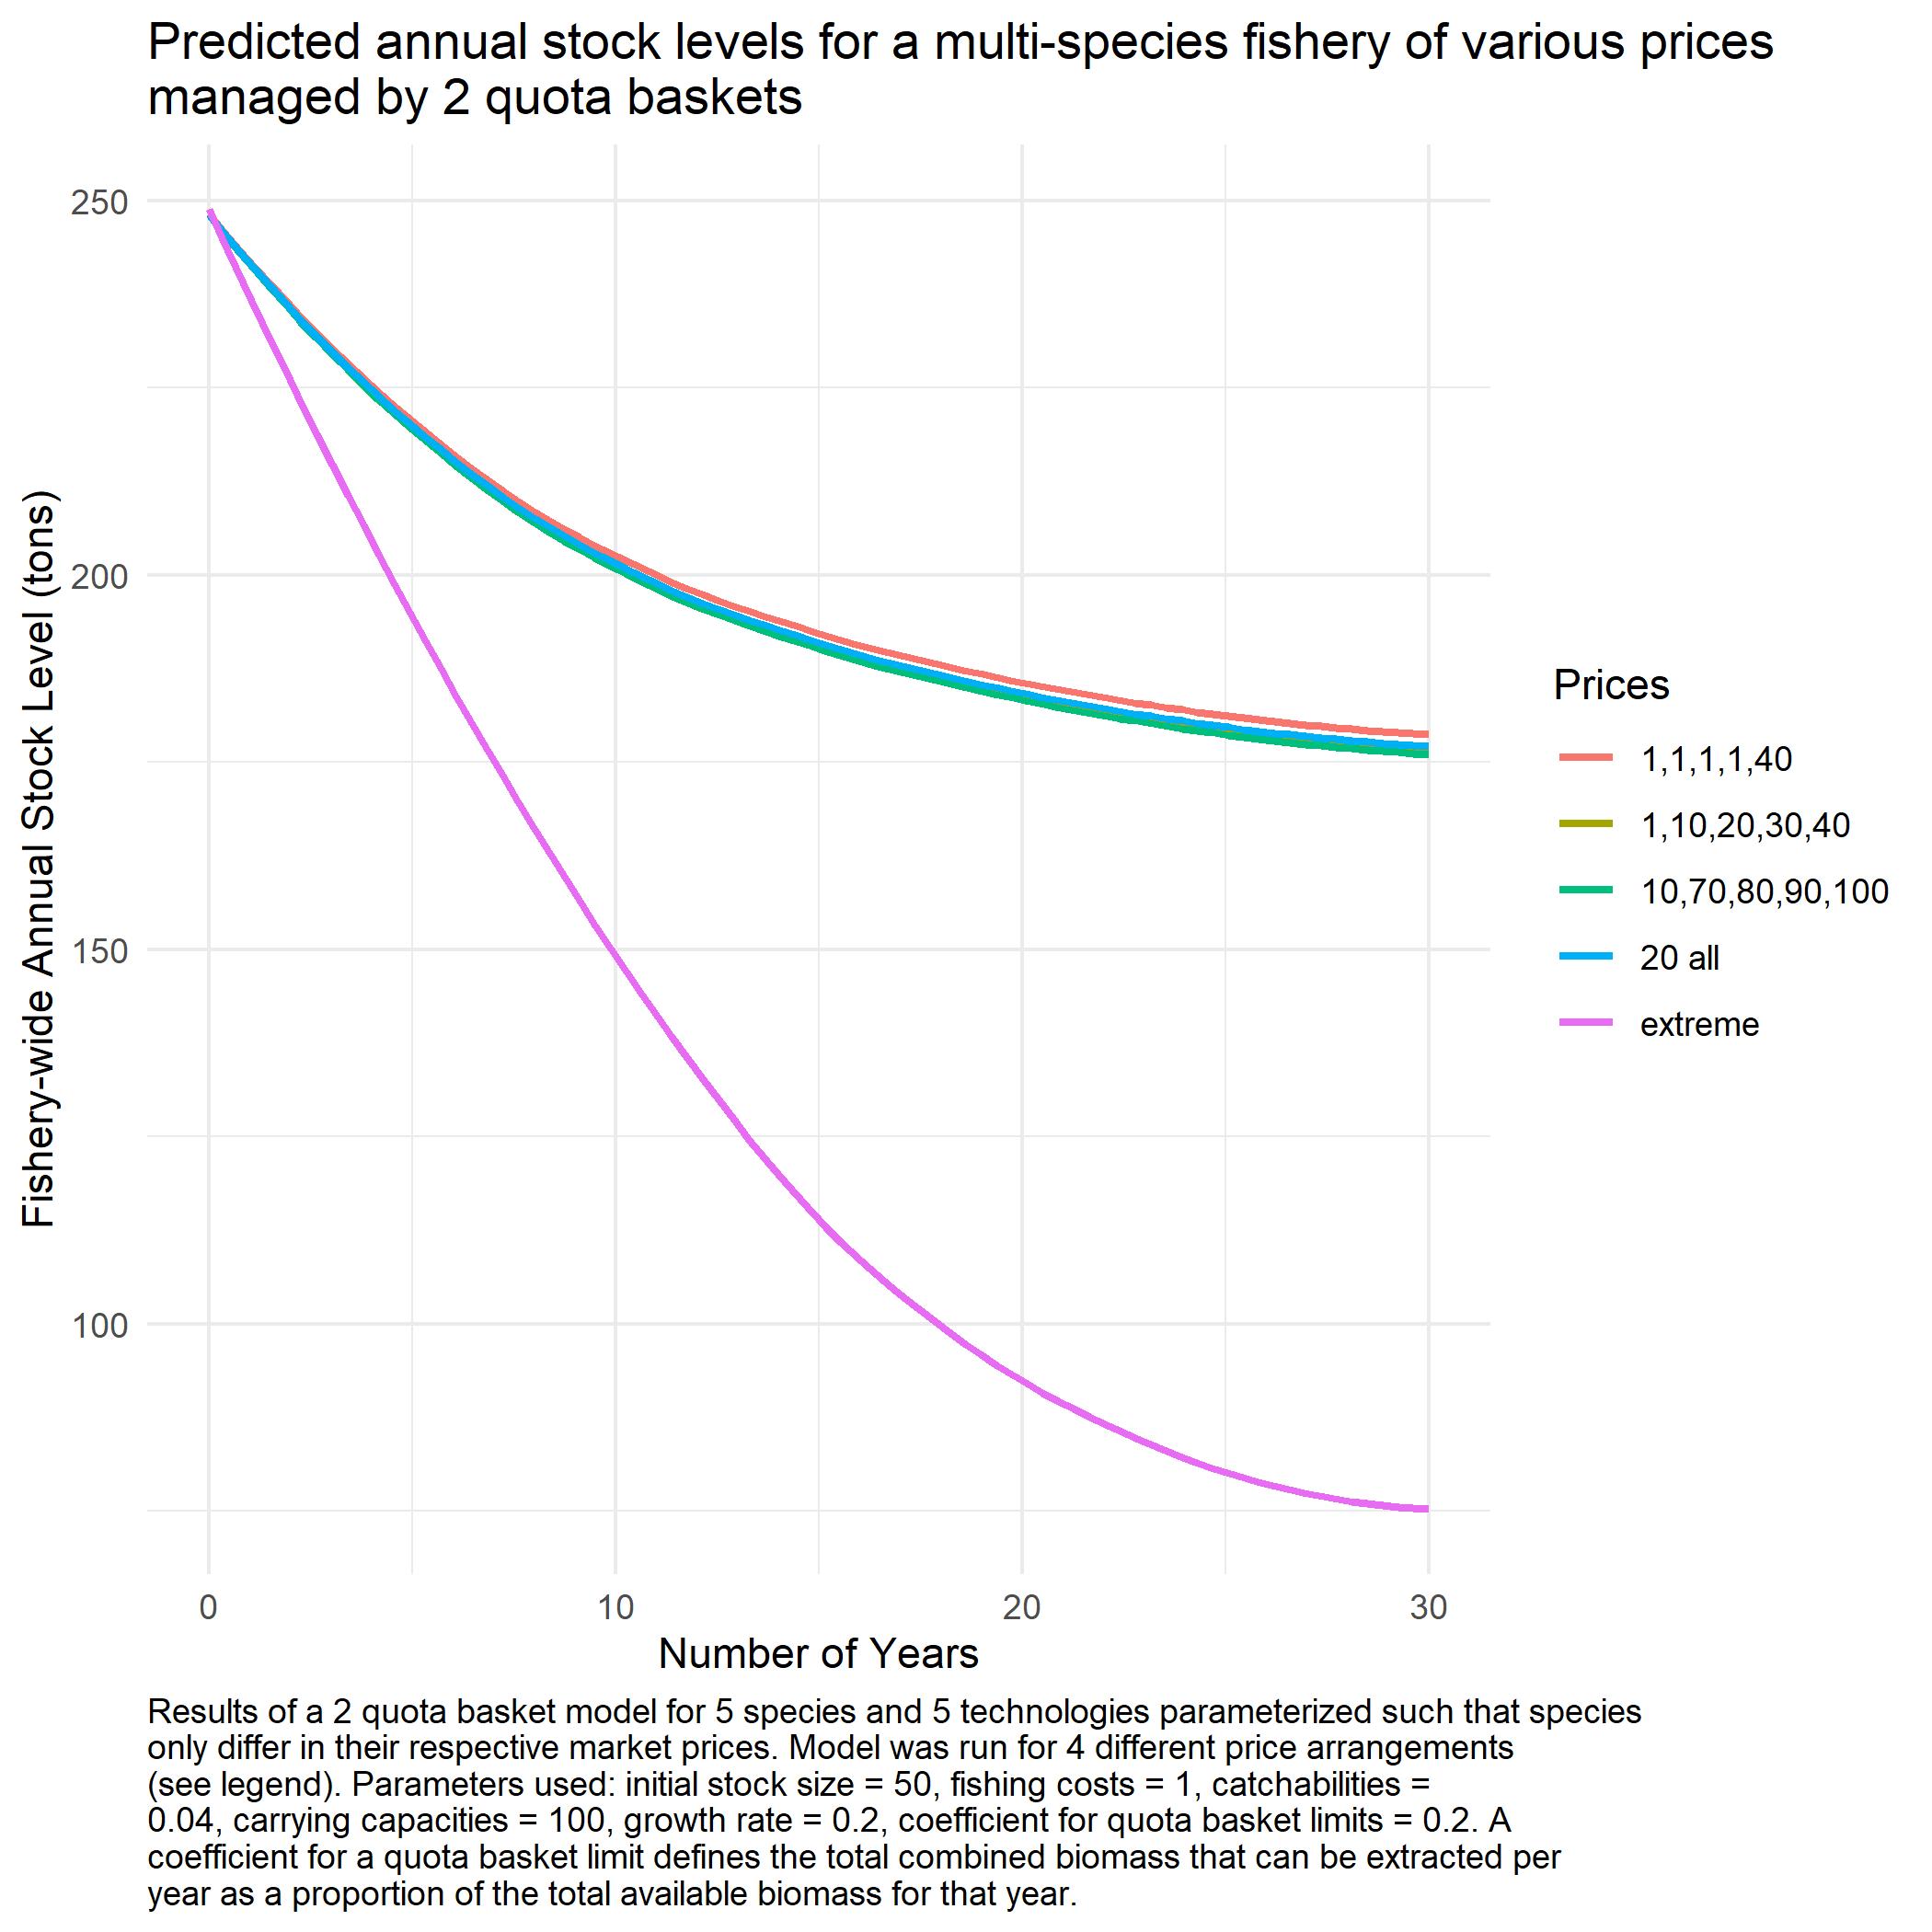 Predicted annual stock levels for a multi-species fishery of various prices
managed by 2 quota baskets
Fishery-wide Annual Stock Level (tons)
250
200
150
100
0
10
20
30
Number of Years
Prices
1,1,1,1,40
1,10,20,30,40
10,70,80,90,100
20 all
extreme
Results of a 2 quota basket model for 5 species and 5 technologies parameterized such that species
only differ in their respective market prices. Model was run for 4 different price arrangements
(see legend). Parameters used: initial stock size = 50, fishing costs = 1, catchabilities =
0.04, carrying capacities = 100, growth rate = 0.2, coefficient for quota basket limits = 0.2. A
coefficient for a quota basket limit defines the total combined biomass that can be extracted per
year as a proportion of the total available biomass for that year.